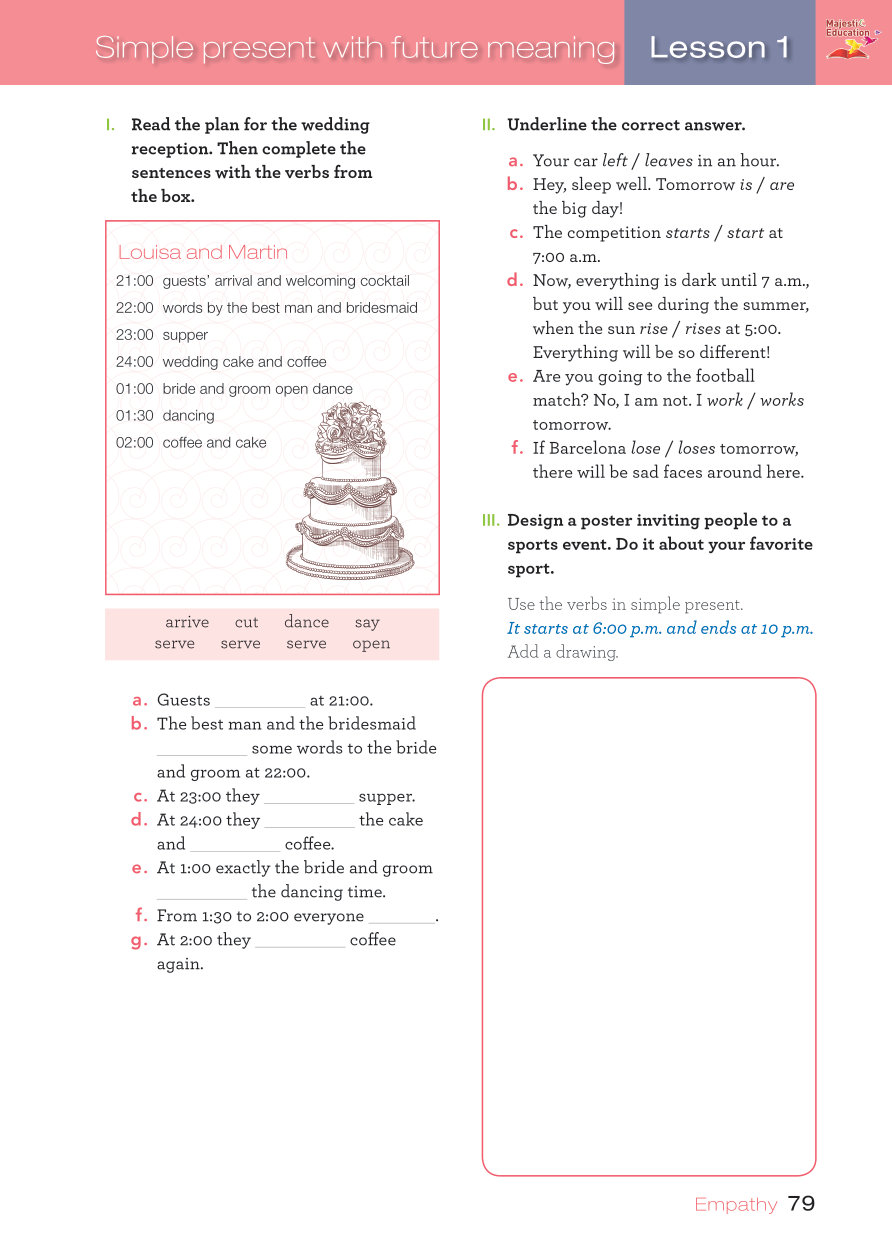 Simple present with future meaning
Lesson 1
Majesti
Education
I. Read the plan for the wedding
reception. Then complete the
sentences with the verbs from
the box.
Louisa and Martin
21:00 guests’ arrival and welcoming cocktail
22:00 words by the best man and bridesmaid
23:00 supper
24:00 wedding cake and coffee
01:00 bride and groom open dance
01:30 dancing
02:00 coffee and cake
arrive cut dance say
serve serve serve open
a. Guests __________ at 21:00.
b. The best man and the bridesmaid
__________ some words to the bride
and groom at 22:00.
c. At 23:00 they __________ supper.
d. At 24:00 they __________ the cake
and __________ coffee.
e. At 1:00 exactly the bride and groom
__________ the dancing time.
f. From 1:30 to 2:00 everyone _______.
g. At 2:00 they __________ coffee
again.
II. Underline the correct answer.
a. Your car left / leaves in an hour.
b. Hey, sleep well. Tomorrow is / are
the big day!
c. The competition starts / start at
7:00 a.m.
d. Now, everything is dark until 7 a.m.,
but you will see during the summer,
when the sun rise / rises at 5:00.
Everything will be so different!
e. Are you going to the football
match? No, I am not. I work / works
tomorrow.
f. If Barcelona lose / loses tomorrow,
there will be sad faces around here.
III. Design a poster inviting people to a
sports event. Do it about your favorite
sport.
Use the verbs in simple present.
It starts at 6:00 p.m. and ends at 10 p.m.
Add a drawing.
Empathy 79